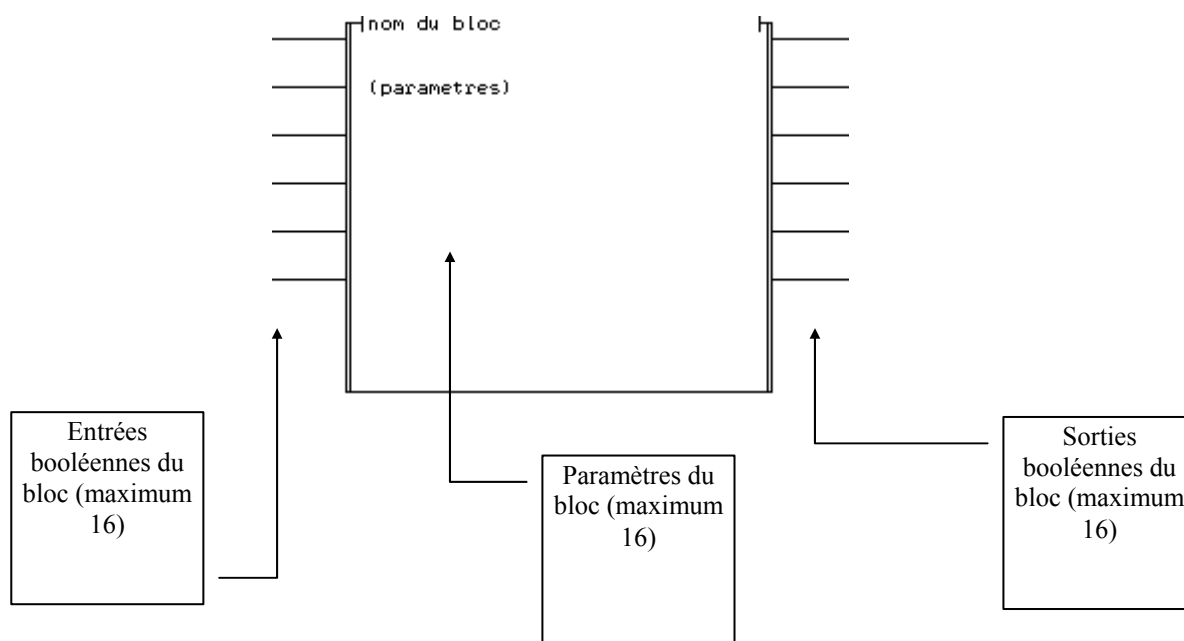 nom du bloc
(parametres)
Entrées
booléennes du
bloc (maximum
16)
Paramètres du
bloc (maximum
16)
Sorties
booléennes du
bloc (maximum
16)